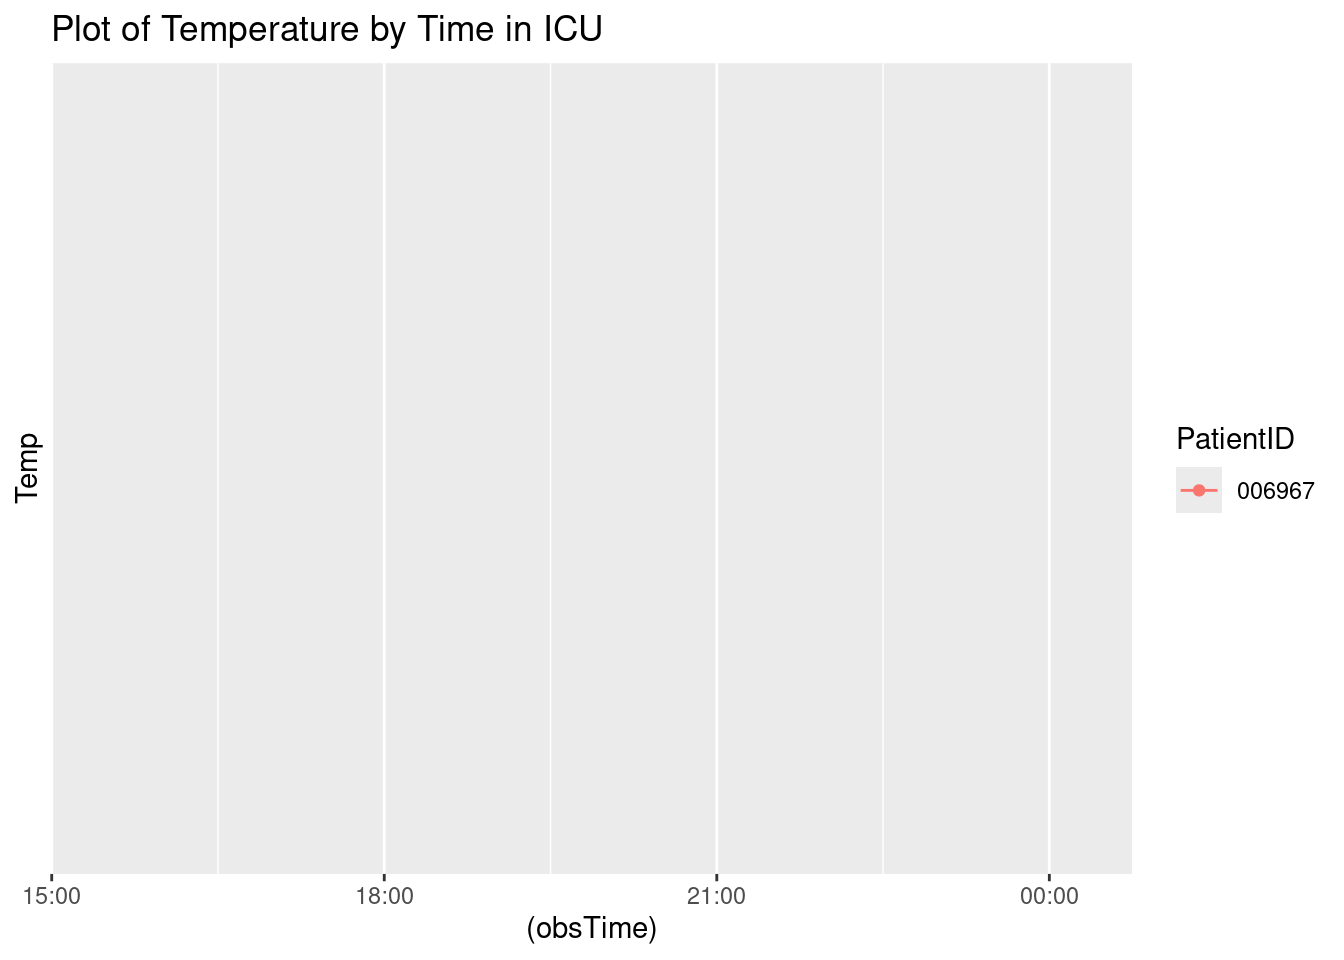 Plot of Temperature by Time in ICU
Temp
PatientID
006967
15:00 18:00 21:00 00:00
(obsTime)